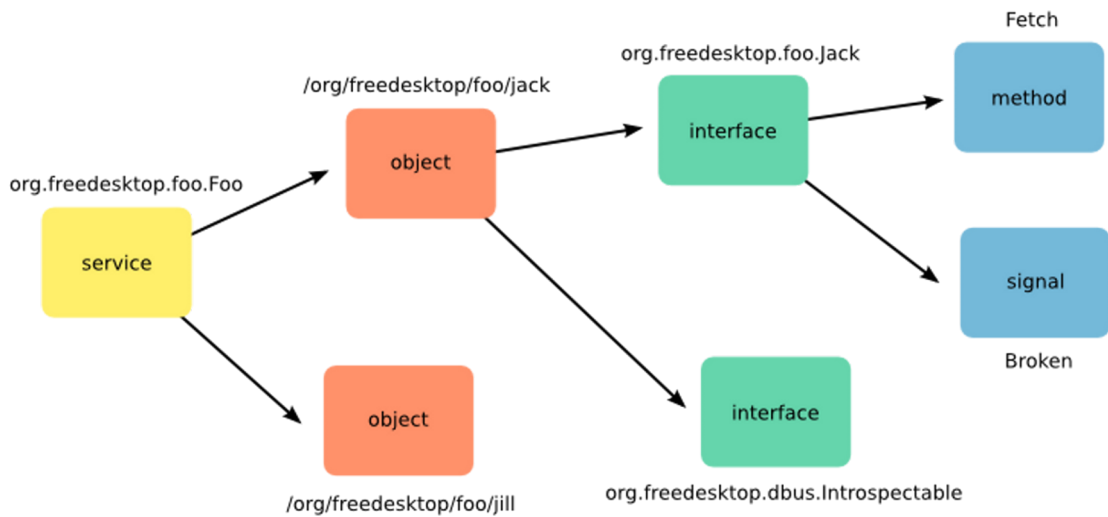 Fetch
method
org.freedesktop.foo.Jack
interface
/org/freedesktop/foo/jack
object
org.freedesktop.foo.Foo
service
signal
Broken
object
/org/freedesktop/foo/jill
interface
org.freedesktop.dbus.Introspectable